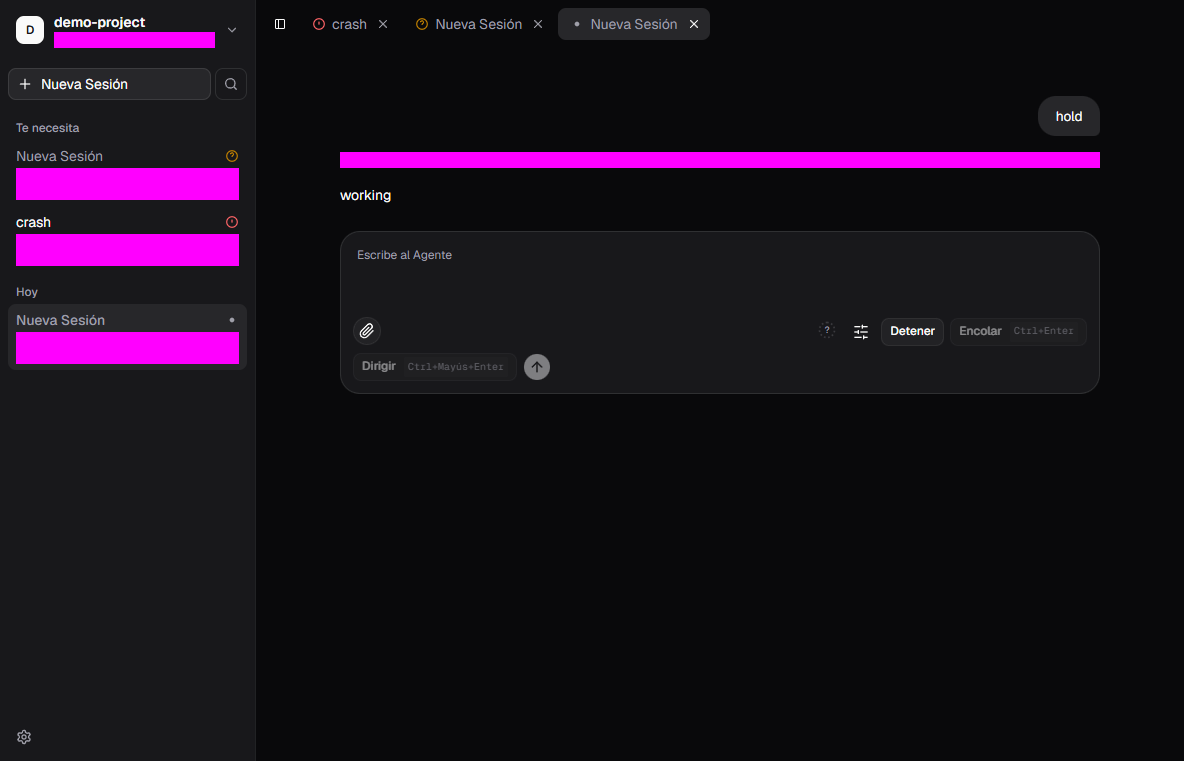 D
demo-project
Nueva Sesión
Te necesita
Nueva Sesión
crash
Hoy
Nueva Sesión
crash
Nueva Sesión
Nueva Sesión
hold
working
Escribe al Agente
?
Detener
Encolar Ctrl+Enter
Dirigir Ctrl+Mayús+Enter